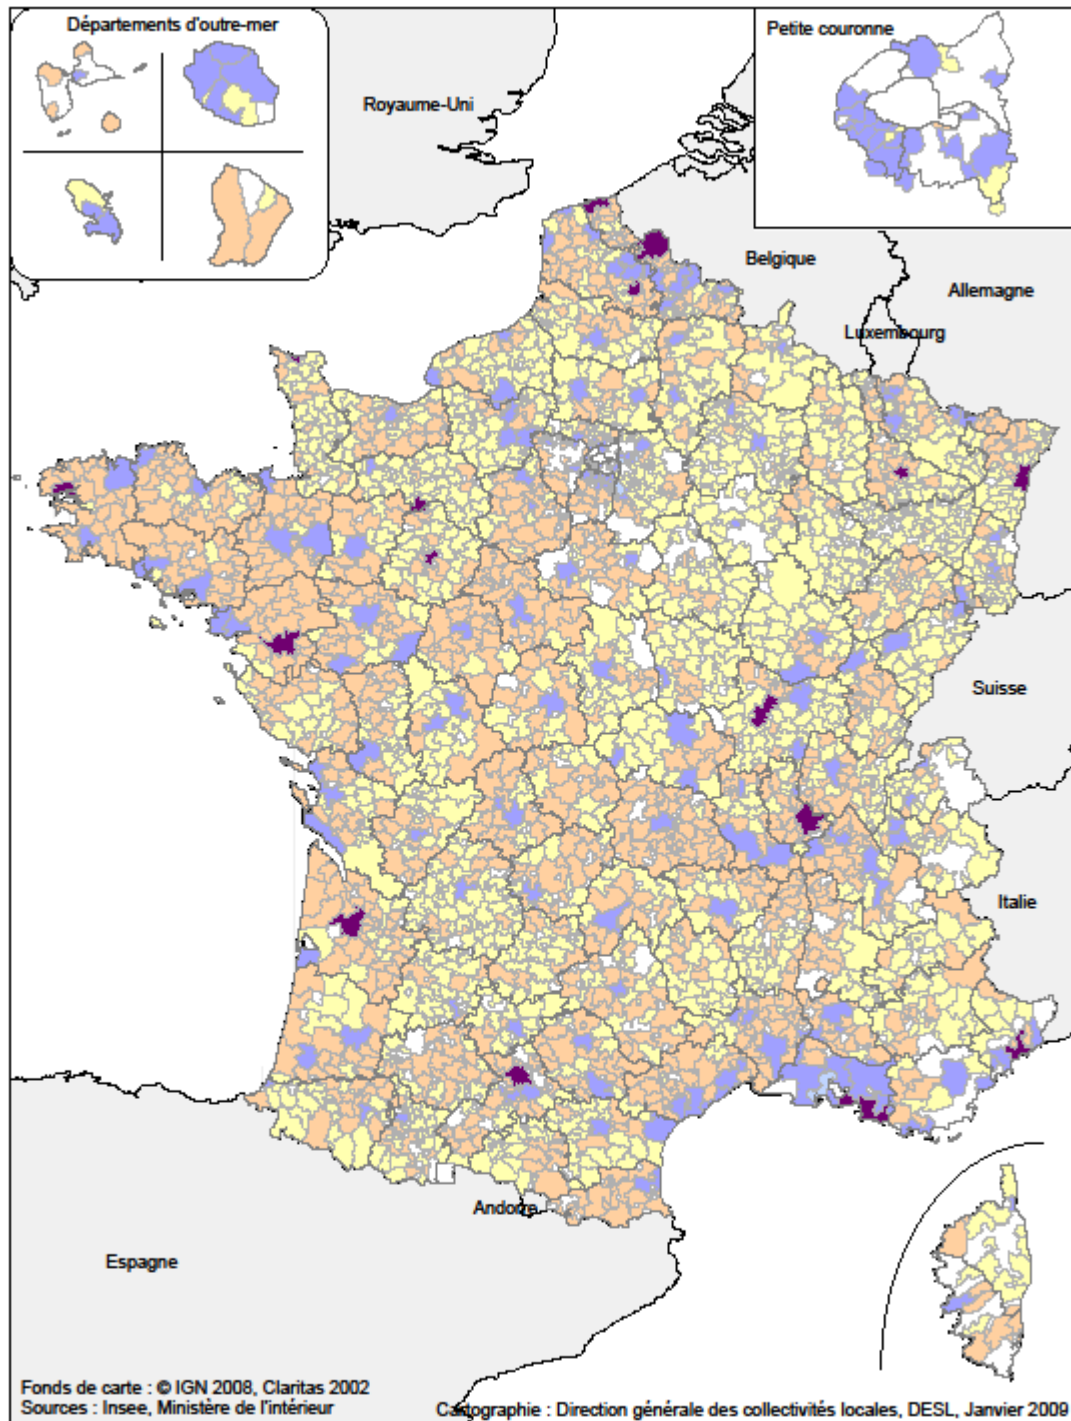 Départements d'outre-mer
Petite couronne
Royaume-Uni
Belgique
Allemagne
Luxembourg
Suisse
Italie
Andorre
Espagne
Fonds de carte : © IGN 2008, Claritas 2002
Sources : Insee, Ministère de l'intérieur
Cartographie : Direction générale des collectivités locales, DESL, Janvier 2009